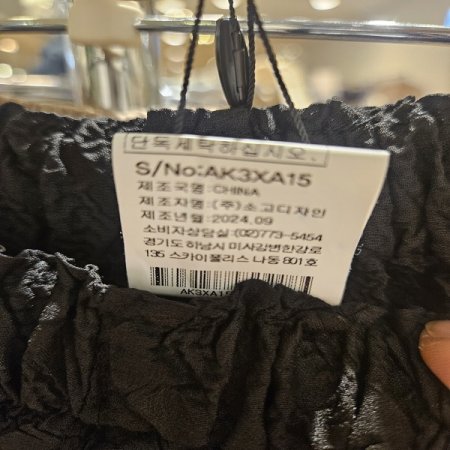 단독세탁하십시오.
S/No:AK3XA15
제조국명:CHINA
제조자명:(주)소고디자인
제조년월:2024.09
소비자상담실:(02)773-5454
경기도 하남시 미사강변한강로
135 스카이폴리스 나동 801호
AK3XA15